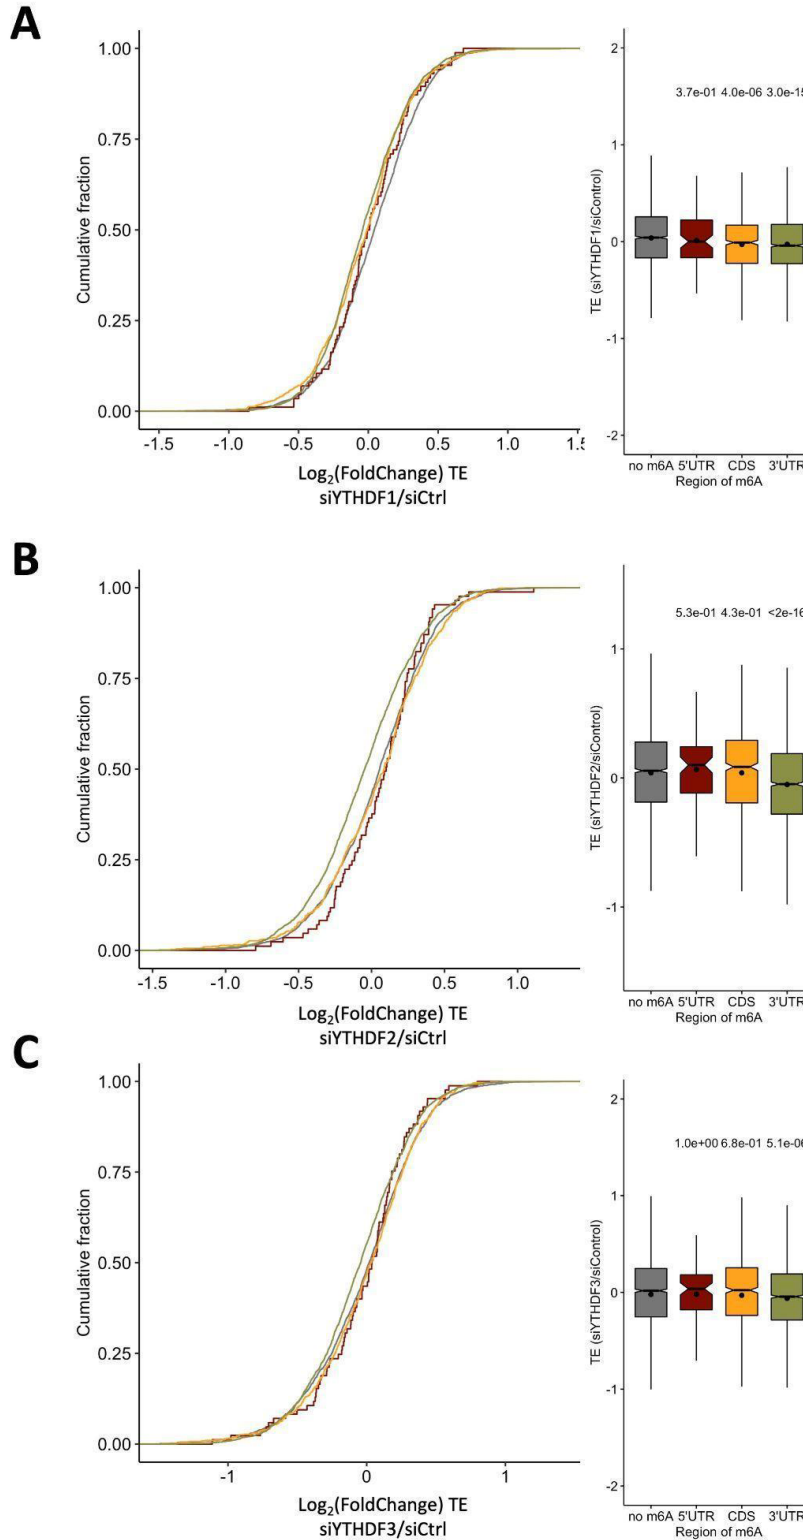 A
1.00
0.75
0.50
0.25
0.00
Cumulative fraction
-1.5 -1.0 -0.5 0.0 0.5 1.0
Log₂(FoldChange) TE
siYTHDF1/siCtrl
2
1
0
-1
-2
TE (siYTHDF1/siControl)
3.7e-01 4.0e-06
no m6A 5'UTR CDS 3'UTR
Region of m6A
B
1.00
0.75
0.50
0.25
0.00
Cumulative fraction
-1.5 -1.0 -0.5 0.0 0.5 1.0
Log₂(FoldChange) TE
siYTHDF2/siCtrl
1
0
-1
TE (siYTHDF2/siControl)
5.3e-01 4.3e-01 <2e-16
no m6A 5'UTR CDS 3'UTR
Region of m6A
C
1.00
0.75
0.50
0.25
0.00
Cumulative fraction
-1 0 1
Log₂(FoldChange) TE
siYTHDF3/siCtrl
2
1
0
-1
-2
TE (siYTHDF3/siControl)
1.0e+00 6.8e-01 5.1e-06
no m6A 5'UTR CDS 3'UTR
Region of m6A